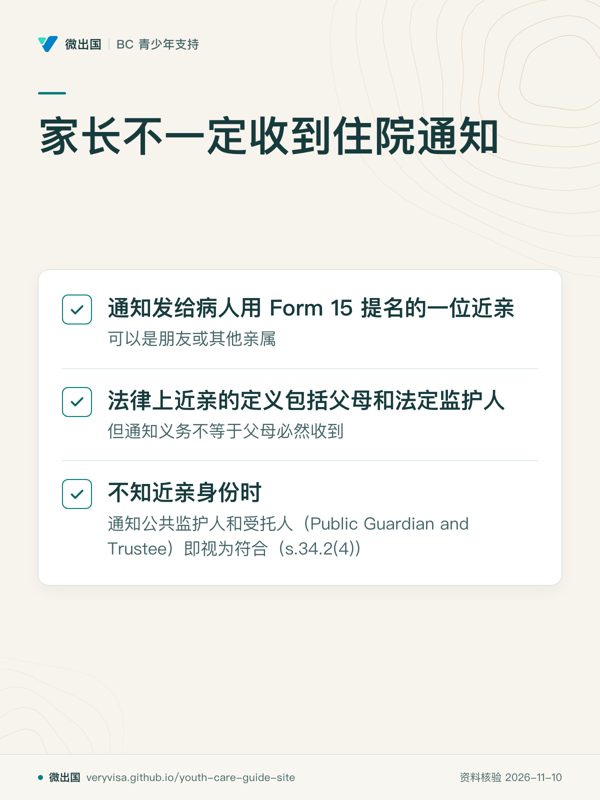 微出国 | BC 青少年支持
家长不一定收到住院通知
通知发给病人用 Form 15 提名的一位近亲
可以是朋友或其他亲属
法律上近亲的定义包括父母和法定监护人
但通知义务不等于父母必然收到
不知近亲身份时
通知公共监护人和受托人（Public Guardian and
Trustee）即视为符合（s.34.2(4)）
微出国 veryvisa.github.io/youth-care-guide-site
资料核验 2026-11-10